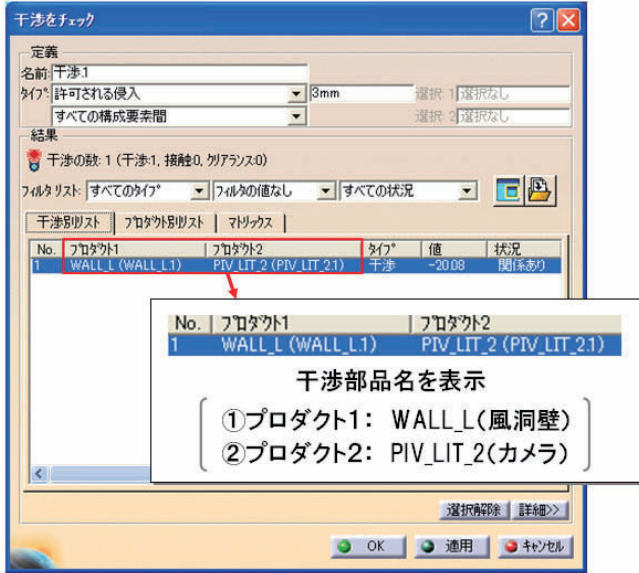 干渉をチェック
定義
名前: 干渉.1
タイプ: 許可される侵入 3mm 選択: 1 選択なし
すべての構成要素間 選択: 2 選択なし
結果
干渉の数: 1 (干渉:1, 接触:0, クリアランス:0)
フィルタリスト: すべてのタイプ フィルタの値なし すべての状況
干渉別リスト プロダクト別リスト マトリックス
No. プロダクト1 プロダクト2 タイプ 値 状況
1 WALL_L (WALL_L.1) PIV_LIT_2 (PIV_LIT_2.1) 干渉 -20.08 関係あり
No. プロダクト1 プロダクト2
1 WALL_L (WALL_L.1) PIV_LIT_2 (PIV_LIT_2.1)
干渉部品名を表示
①プロダクト1: WALL_L(風洞壁)
②プロダクト2: PIV_LIT_2(カメラ)
選択解除 詳細>>
OK 適用 キャンセル